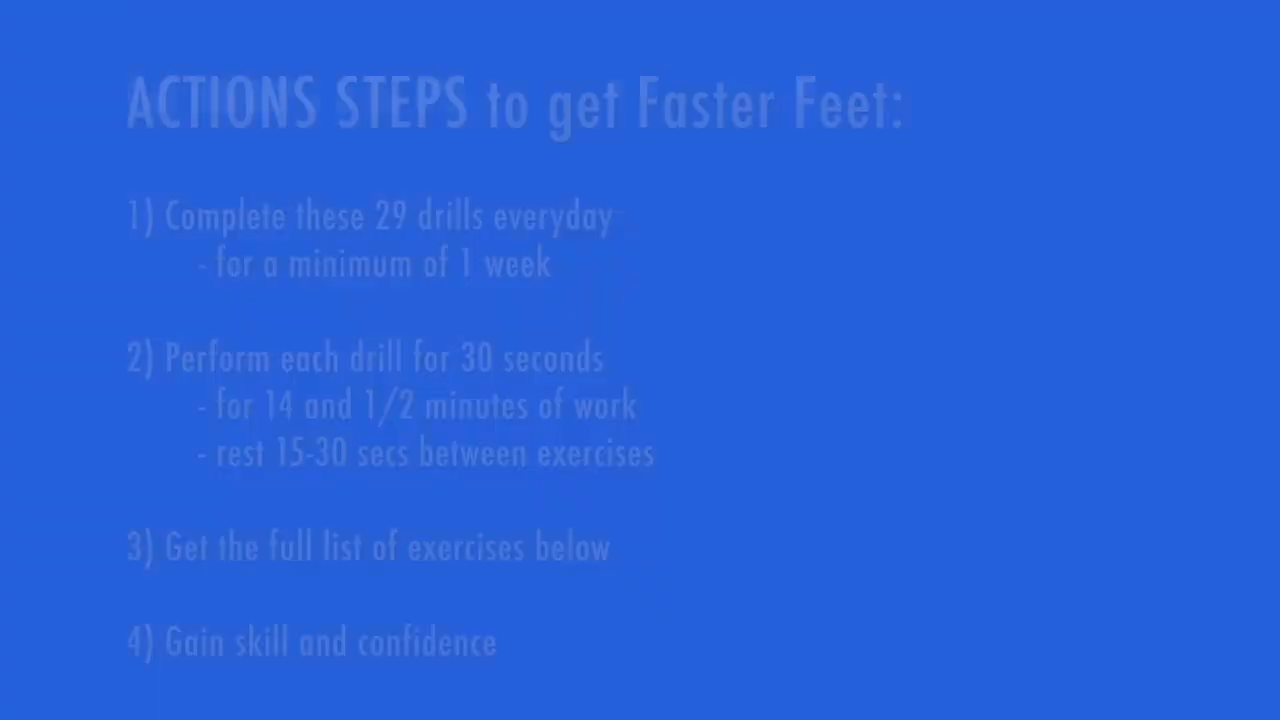 ACTIONS STEPS to get Faster Feet:
1) Complete these 29 drills everyday
- for a minimum of 1 week
2) Perform each drill for 30 seconds
- for 14 and 1/2 minutes of work
- rest 15-30 secs between exercises
3) Get the full list of exercises below
4) Gain skill and confidence